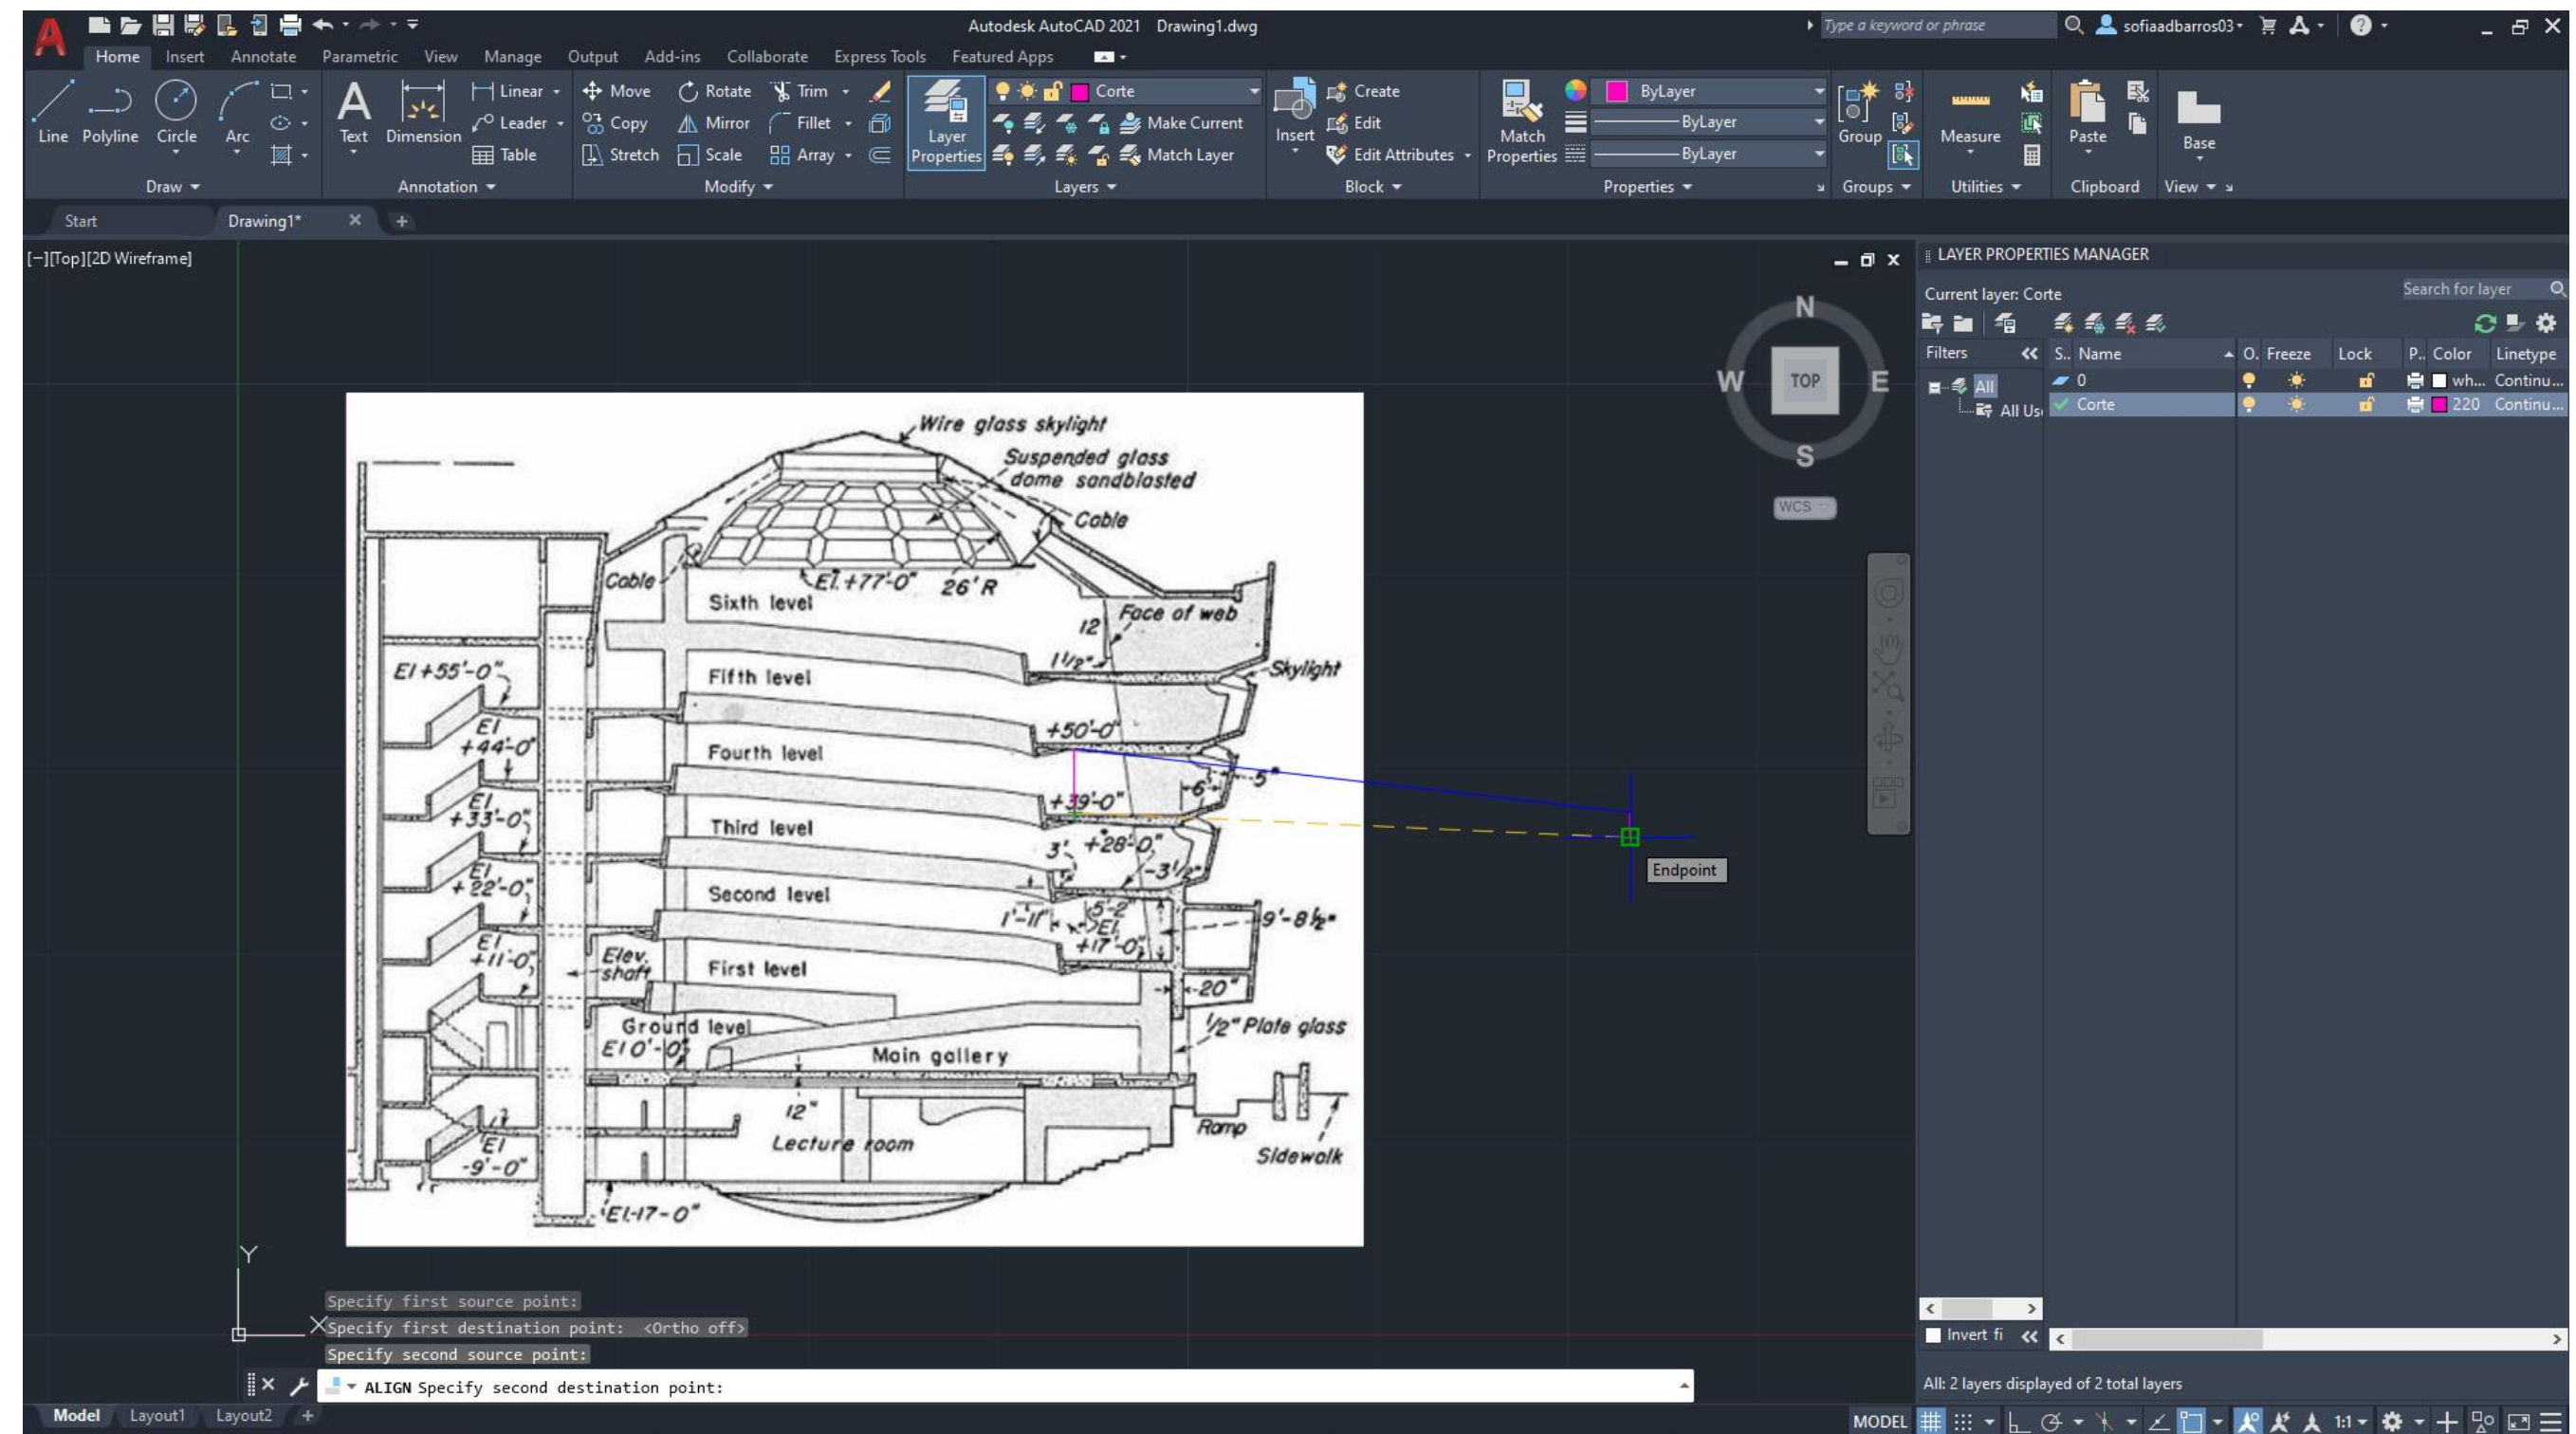 Autodesk AutoCAD 2021 Drawing1.dwg
Type a keyword or phrase
sofiaadbarros03
Home Insert Annotate Parametric View Manage Output Add-ins Collaborate Express Tools Featured Apps
Line Polyline Circle Arc
Draw
Text Dimension
Linear
Leader
Table
Annotation
Move Rotate Trim
Copy Mirror Fillet
Stretch Scale Array
Modify
Layer Properties
Corte
Make Current
Match Layer
Layers
Insert
Create
Edit
Edit Attributes
Block
Match Properties
ByLayer
ByLayer
ByLayer
Properties
Group
Groups
Measure
Utilities
Paste
Clipboard
Base
View
Start Drawing1*
[−][Top][2D Wireframe]
N
W TOP E
S
WCS
Wire glass skylight
Suspended glass
dome sandblasted
Cable
Cable
El.+77'-0" 26'R
Sixth level
Face of web
12
1 1/2"
Skylight
El+55'-0"
Fifth level
+50'-0"
El
+44'-0"
Fourth level
5"
6
+39'-0"
El
+33'-0"
Third level
3' +28'-0"
3 1/2"
El
+22'-0"
Second level
1'-11"
5'-2"
El
+17'-0"
9'-8 1/2"
El
+11'-0"
Elev.
shaft
First level
20"
Ground level
El 0'-0"
1/2" Plate glass
Main gallery
12"
Lecture room
Ramp
Sidewalk
El
-9'-0"
El-17-0"
Endpoint
Y
X
Specify first source point:
Specify first destination point: <Ortho off>
Specify second source point:
ALIGN Specify second destination point:
Model Layout1 Layout2 +
LAYER PROPERTIES MANAGER
Current layer: Corte
Search for layer
Filters
All
All Us
S.. Name O. Freeze Lock P.. Color Linetype
0 wh... Continu...
Corte 220 Continu...
Invert fi
All: 2 layers displayed of 2 total layers
MODEL 1:1